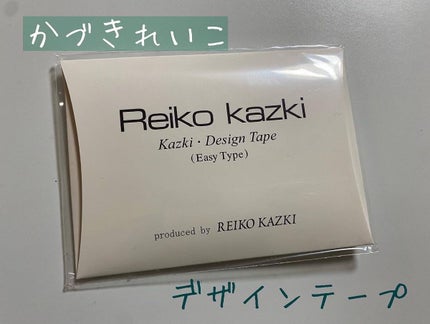 かづきれいこ
Reiko kazki
Kazki・Design Tape
(Easy Type)
produced by REIKO KAZKI
デザインテープ